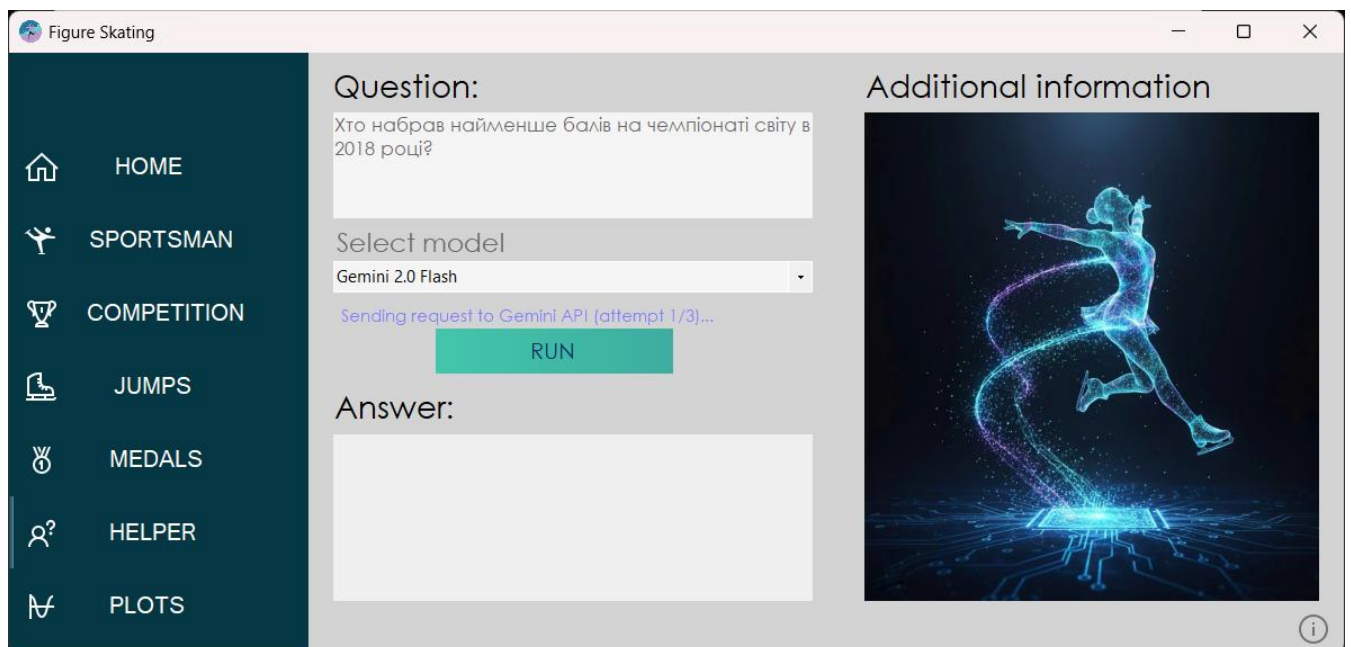 Figure Skating
HOME
SPORTSMAN
COMPETITION
JUMPS
MEDALS
HELPER
PLOTS
Question:
Хто набрав найменше балів на чемпіонаті світу в
2018 році?
Select model
Gemini 2.0 Flash
Sending request to Gemini API (attempt 1/3)...
RUN
Answer:
Additional information